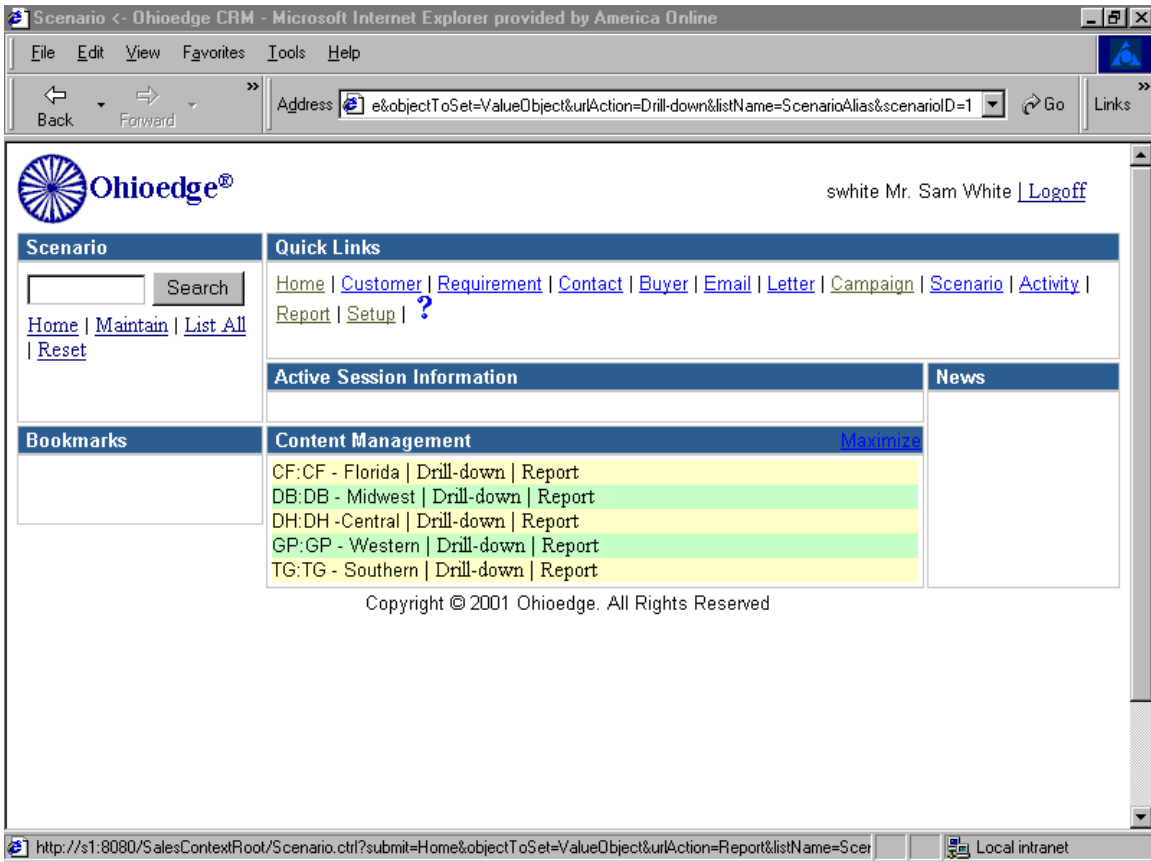 Scenario <- Ohioedge CRM - Microsoft Internet Explorer provided by America Online
File Edit View Favorites Tools Help
Back Forward » Address e&objectToSet=ValueObject&urlAction=Drill-down&listName=ScenarioAlias&scenarioID=1 Go Links »
Ohioedge®
swhite Mr. Sam White | Logoff
Scenario
Search
Home | Maintain | List All
| Reset
Quick Links
Home | Customer | Requirement | Contact | Buyer | Email | Letter | Campaign | Scenario | Activity |
Report | Setup | ?
Active Session Information
News
Bookmarks
Content Management Maximize
CF:CF - Florida | Drill-down | Report
DB:DB - Midwest | Drill-down | Report
DH:DH -Central | Drill-down | Report
GP:GP - Western | Drill-down | Report
TG:TG - Southern | Drill-down | Report
Copyright © 2001 Ohioedge. All Rights Reserved
http://s1:8080/SalesContextRoot/Scenario.ctrl?submit=Home&objectToSet=ValueObject&urlAction=Report&listName=Scer Local intranet